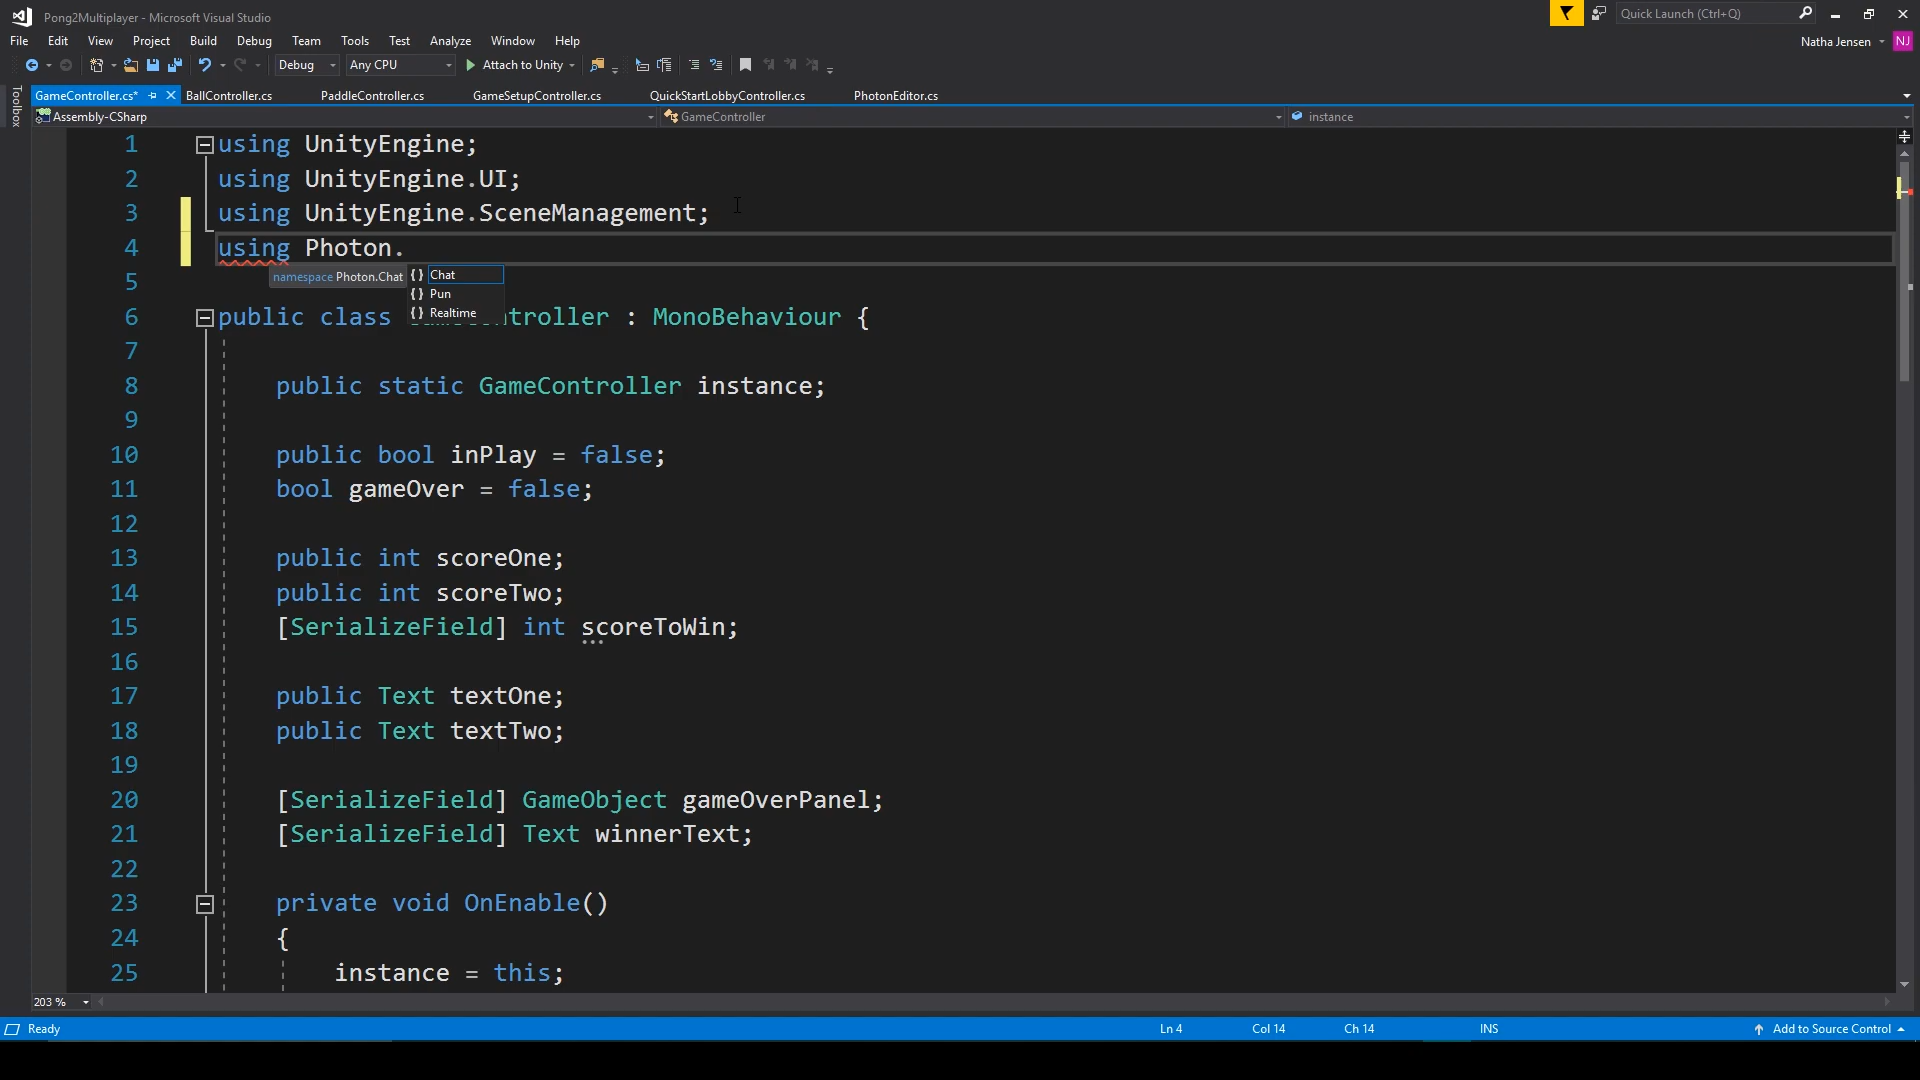 Pong2Multiplayer - Microsoft Visual Studio
Quick Launch (Ctrl+Q)
File Edit View Project Build Debug Team Tools Test Analyze Window Help
Natha Jensen NJ
Debug Any CPU Attach to Unity
Toolbox
GameController.cs* BallController.cs PaddleController.cs GameSetupController.cs QuickStartLobbyController.cs PhotonEditor.cs
Assembly-CSharp GameController instance
1 using UnityEngine;
2 using UnityEngine.UI;
3 using UnityEngine.SceneManagement;
4 using Photon.
namespace Photon.Chat {} Chat
5
{} Pun
{} Realtime
6 public class troller : MonoBehaviour {
7
8 public static GameController instance;
9
10 public bool inPlay = false;
11 bool gameOver = false;
12
13 public int scoreOne;
14 public int scoreTwo;
15 [SerializeField] int scoreToWin;
16
17 public Text textOne;
18 public Text textTwo;
19
20 [SerializeField] GameObject gameOverPanel;
21 [SerializeField] Text winnerText;
22
23 private void OnEnable()
24 {
25 instance = this;
203 %
Ready Ln 4 Col 14 Ch 14 INS Add to Source Control